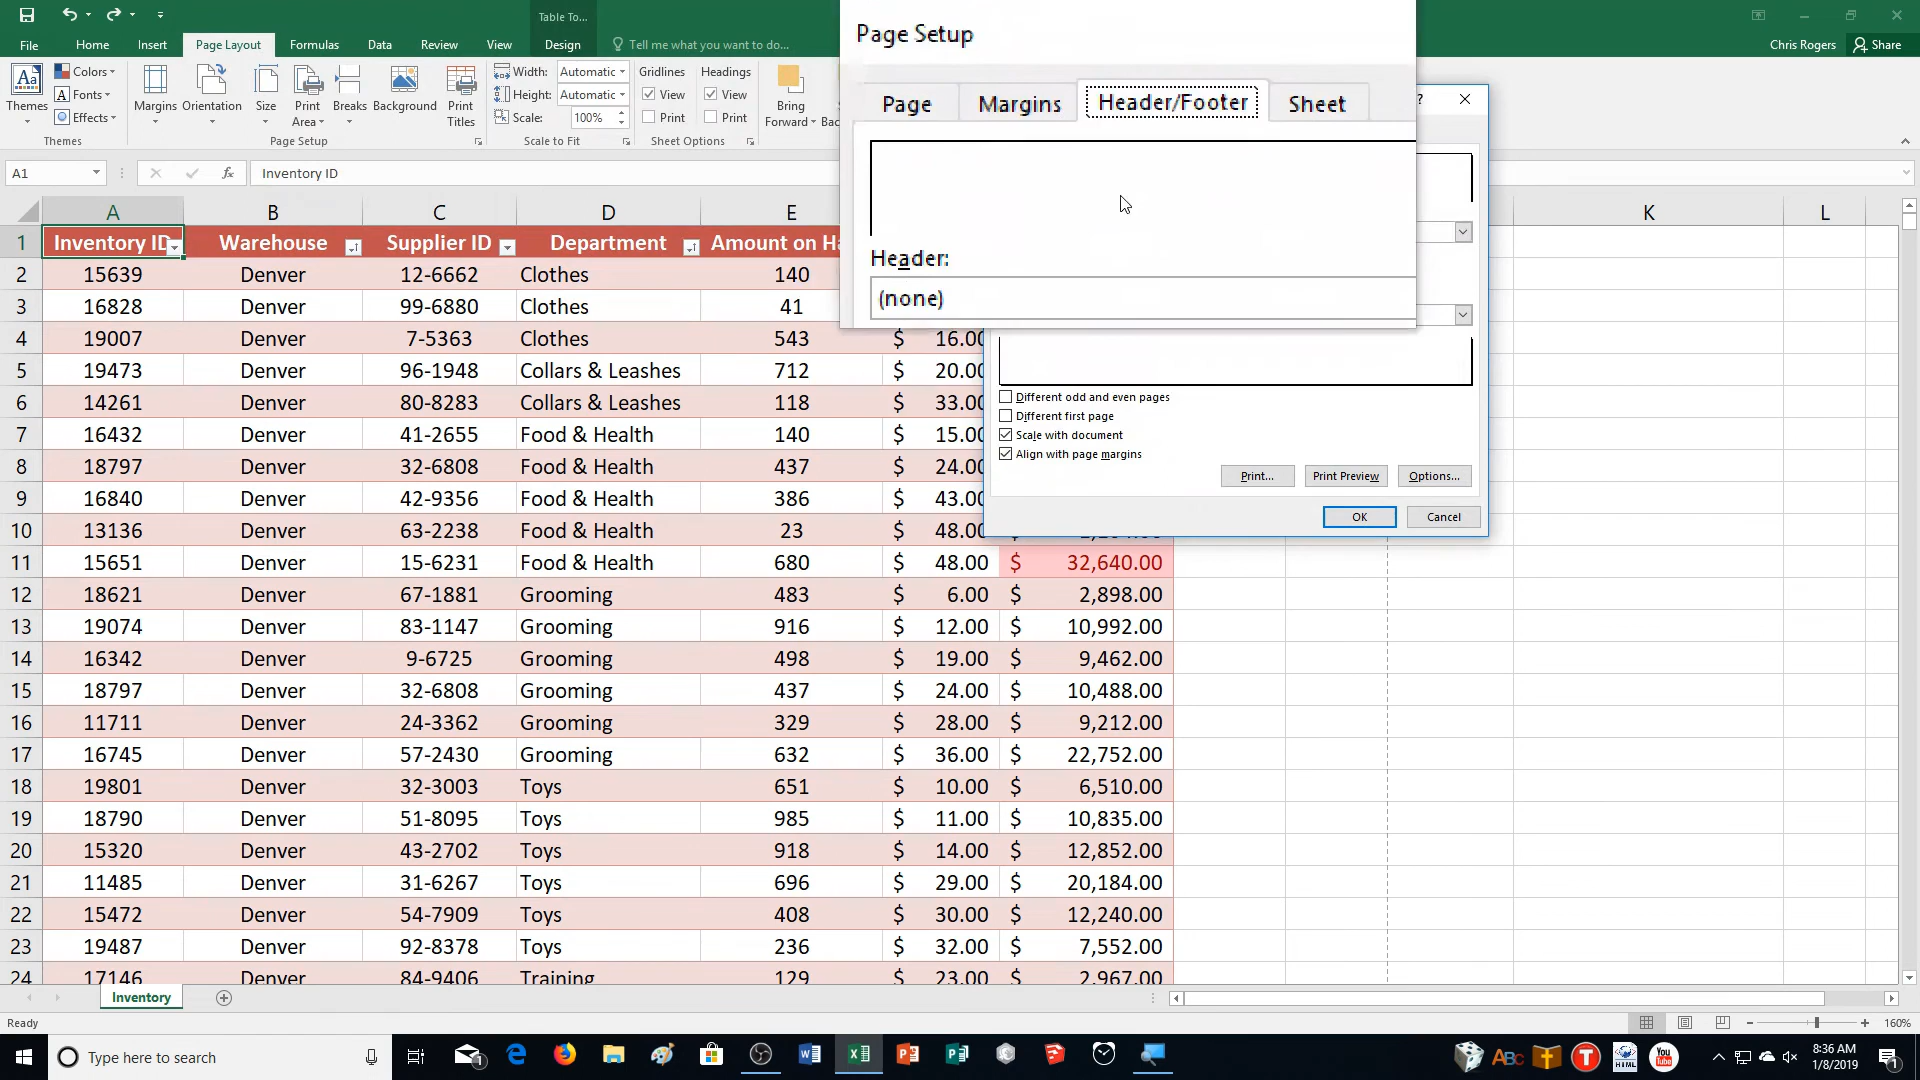 Table To...
File Home Insert Page Layout Formulas Data Review View Design Tell me what you want to do... Chris Rogers Share
Themes Colors Fonts Effects Margins Orientation Size Print Area Breaks Background Print Titles Width: Automatic Height: Automatic Scale: 100% Gridlines View Print Headings View Print Bring Forward
Themes Page Setup Scale to Fit Sheet Options
Page Setup
Page Margins Header/Footer Sheet
Header:
(none)
Different odd and even pages
Different first page
Scale with document
Align with page margins
Print... Print Preview Options...
OK Cancel
A1 fx Inventory ID
A B C D E K L
1 Inventory ID Warehouse Supplier ID Department Amount on Ha
2 15639 Denver 12-6662 Clothes 140
3 16828 Denver 99-6880 Clothes 41
4 19007 Denver 7-5363 Clothes 543 $ 16.00
5 19473 Denver 96-1948 Collars & Leashes 712 $ 20.00
6 14261 Denver 80-8283 Collars & Leashes 118 $ 33.00
7 16432 Denver 41-2655 Food & Health 140 $ 15.00
8 18797 Denver 32-6808 Food & Health 437 $ 24.00
9 16840 Denver 42-9356 Food & Health 386 $ 43.00
10 13136 Denver 63-2238 Food & Health 23 $ 48.00
11 15651 Denver 15-6231 Food & Health 680 $ 48.00 $ 32,640.00
12 18621 Denver 67-1881 Grooming 483 $ 6.00 $ 2,898.00
13 19074 Denver 83-1147 Grooming 916 $ 12.00 $ 10,992.00
14 16342 Denver 9-6725 Grooming 498 $ 19.00 $ 9,462.00
15 18797 Denver 32-6808 Grooming 437 $ 24.00 $ 10,488.00
16 11711 Denver 24-3362 Grooming 329 $ 28.00 $ 9,212.00
17 16745 Denver 57-2430 Grooming 632 $ 36.00 $ 22,752.00
18 19801 Denver 32-3003 Toys 651 $ 10.00 $ 6,510.00
19 18790 Denver 51-8095 Toys 985 $ 11.00 $ 10,835.00
20 15320 Denver 43-2702 Toys 918 $ 14.00 $ 12,852.00
21 11485 Denver 31-6267 Toys 696 $ 29.00 $ 20,184.00
22 15472 Denver 54-7909 Toys 408 $ 30.00 $ 12,240.00
23 19487 Denver 92-8378 Toys 236 $ 32.00 $ 7,552.00
24 17146 Denver 84-9406 Training 129 $ 23.00 $ 2,967.00
Inventory
Ready 160%
Type here to search 8:36 AM
1/8/2019